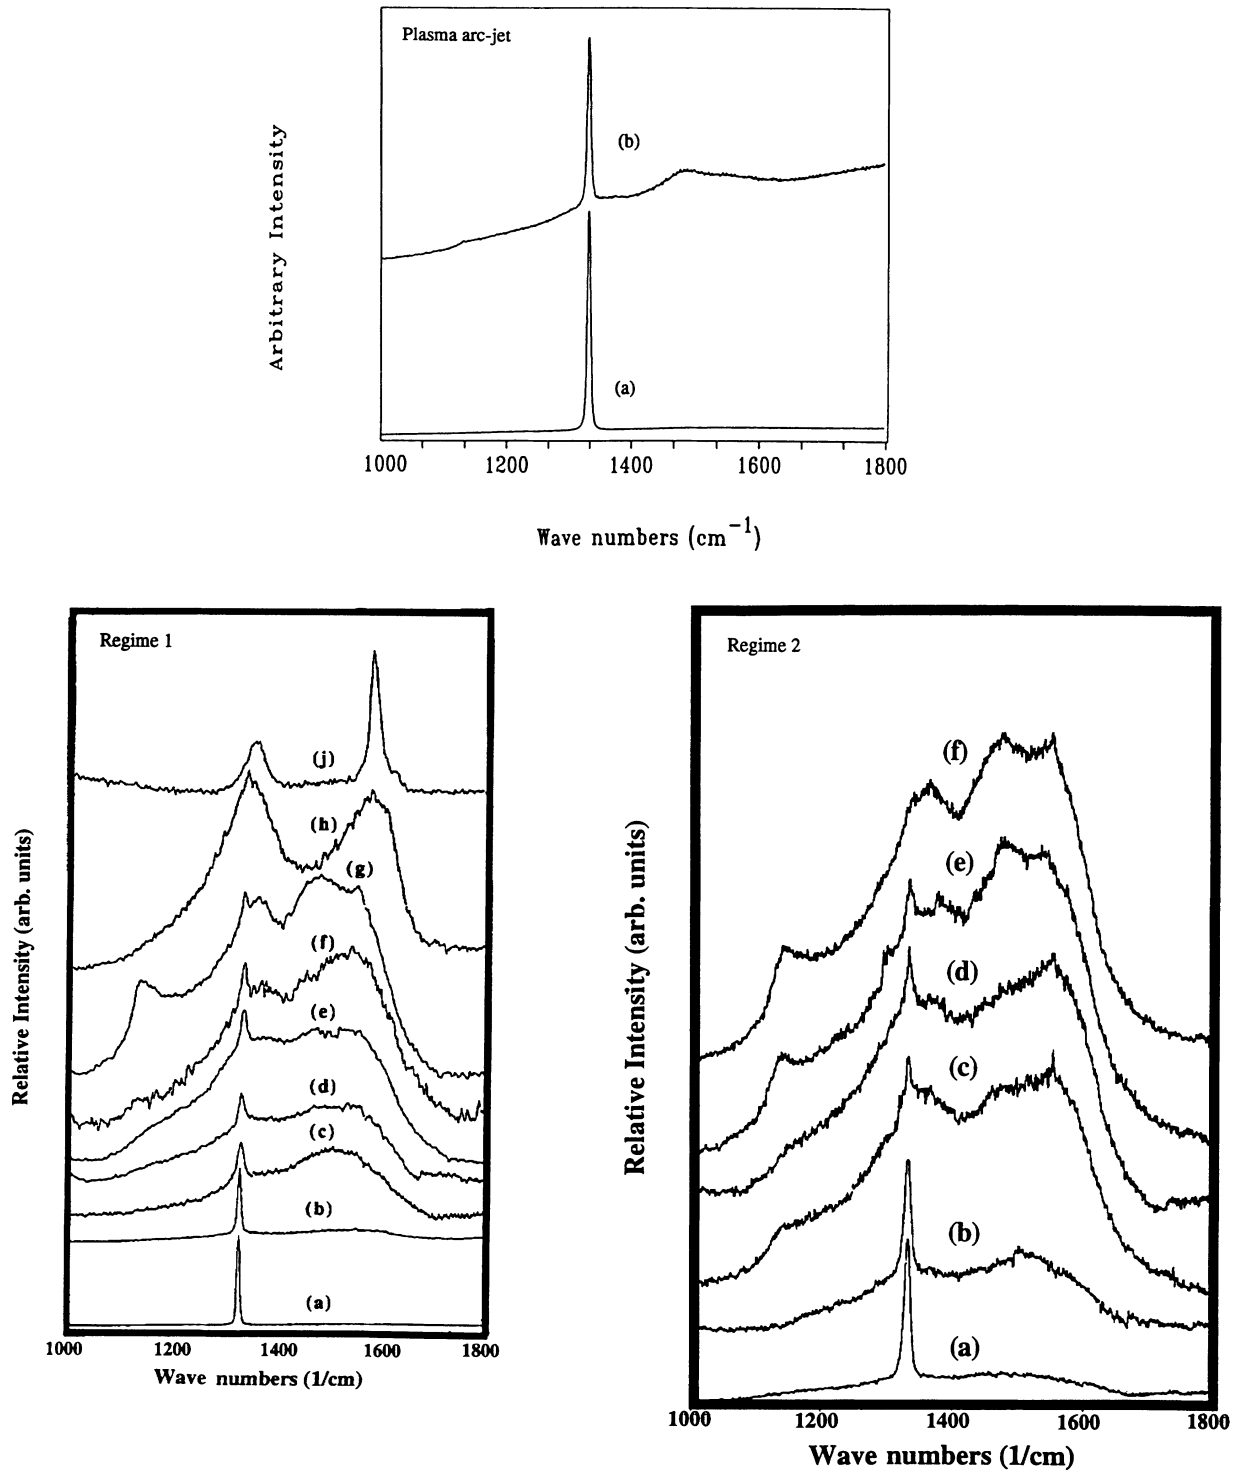 Plasma arc-jet
(b)
Arbitrary Intensity
(a)
1000 1200 1400 1600 1800
Wave numbers (cm⁻¹)
Regime 1
(j)
(h)
(g)
(f)
(e)
(d)
(c)
(b)
(a)
Relative Intensity (arb. units)
1000 1200 1400 1600 1800
Wave numbers (1/cm)
Regime 2
(f)
(e)
(d)
(c)
(b)
(a)
Relative Intensity (arb. units)
1000 1200 1400 1600 1800
Wave numbers (1/cm)